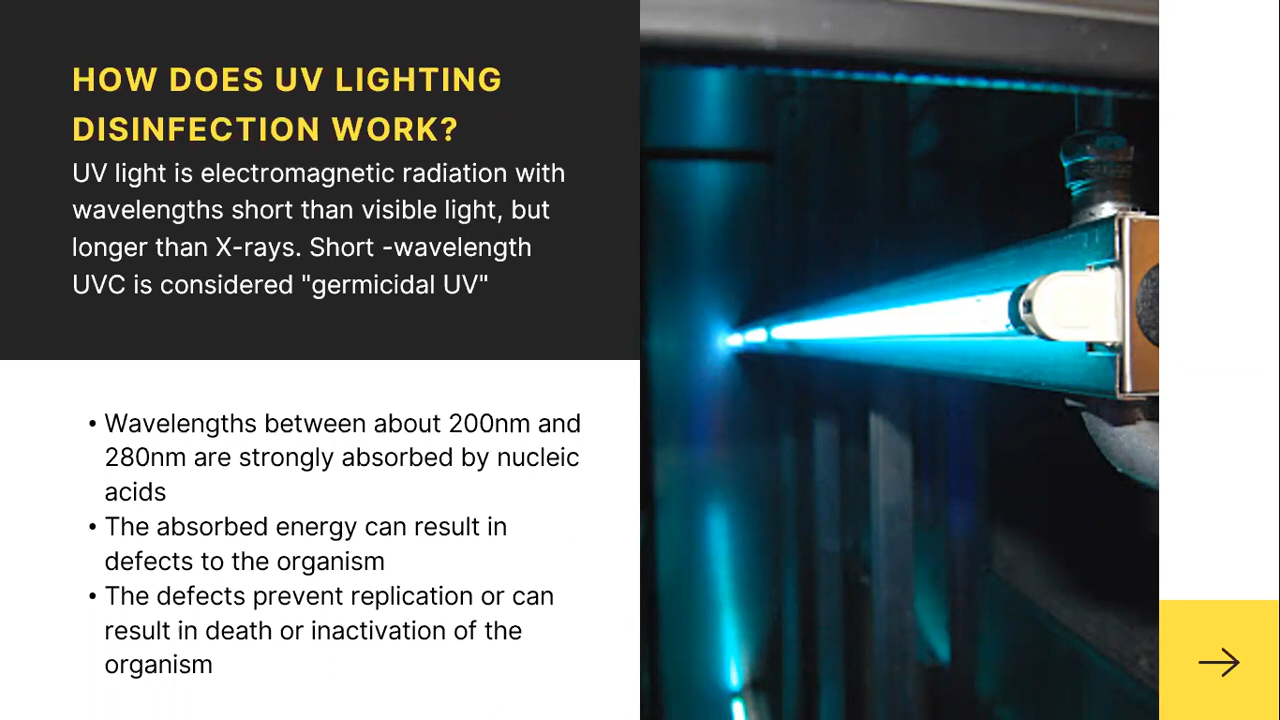 HOW DOES UV LIGHTING
DISINFECTION WORK?
UV light is electromagnetic radiation with
wavelengths short than visible light, but
longer than X-rays. Short -wavelength
UVC is considered "germicidal UV"
• Wavelengths between about 200nm and
280nm are strongly absorbed by nucleic
acids
• The absorbed energy can result in
defects to the organism
• The defects prevent replication or can
result in death or inactivation of the
organism